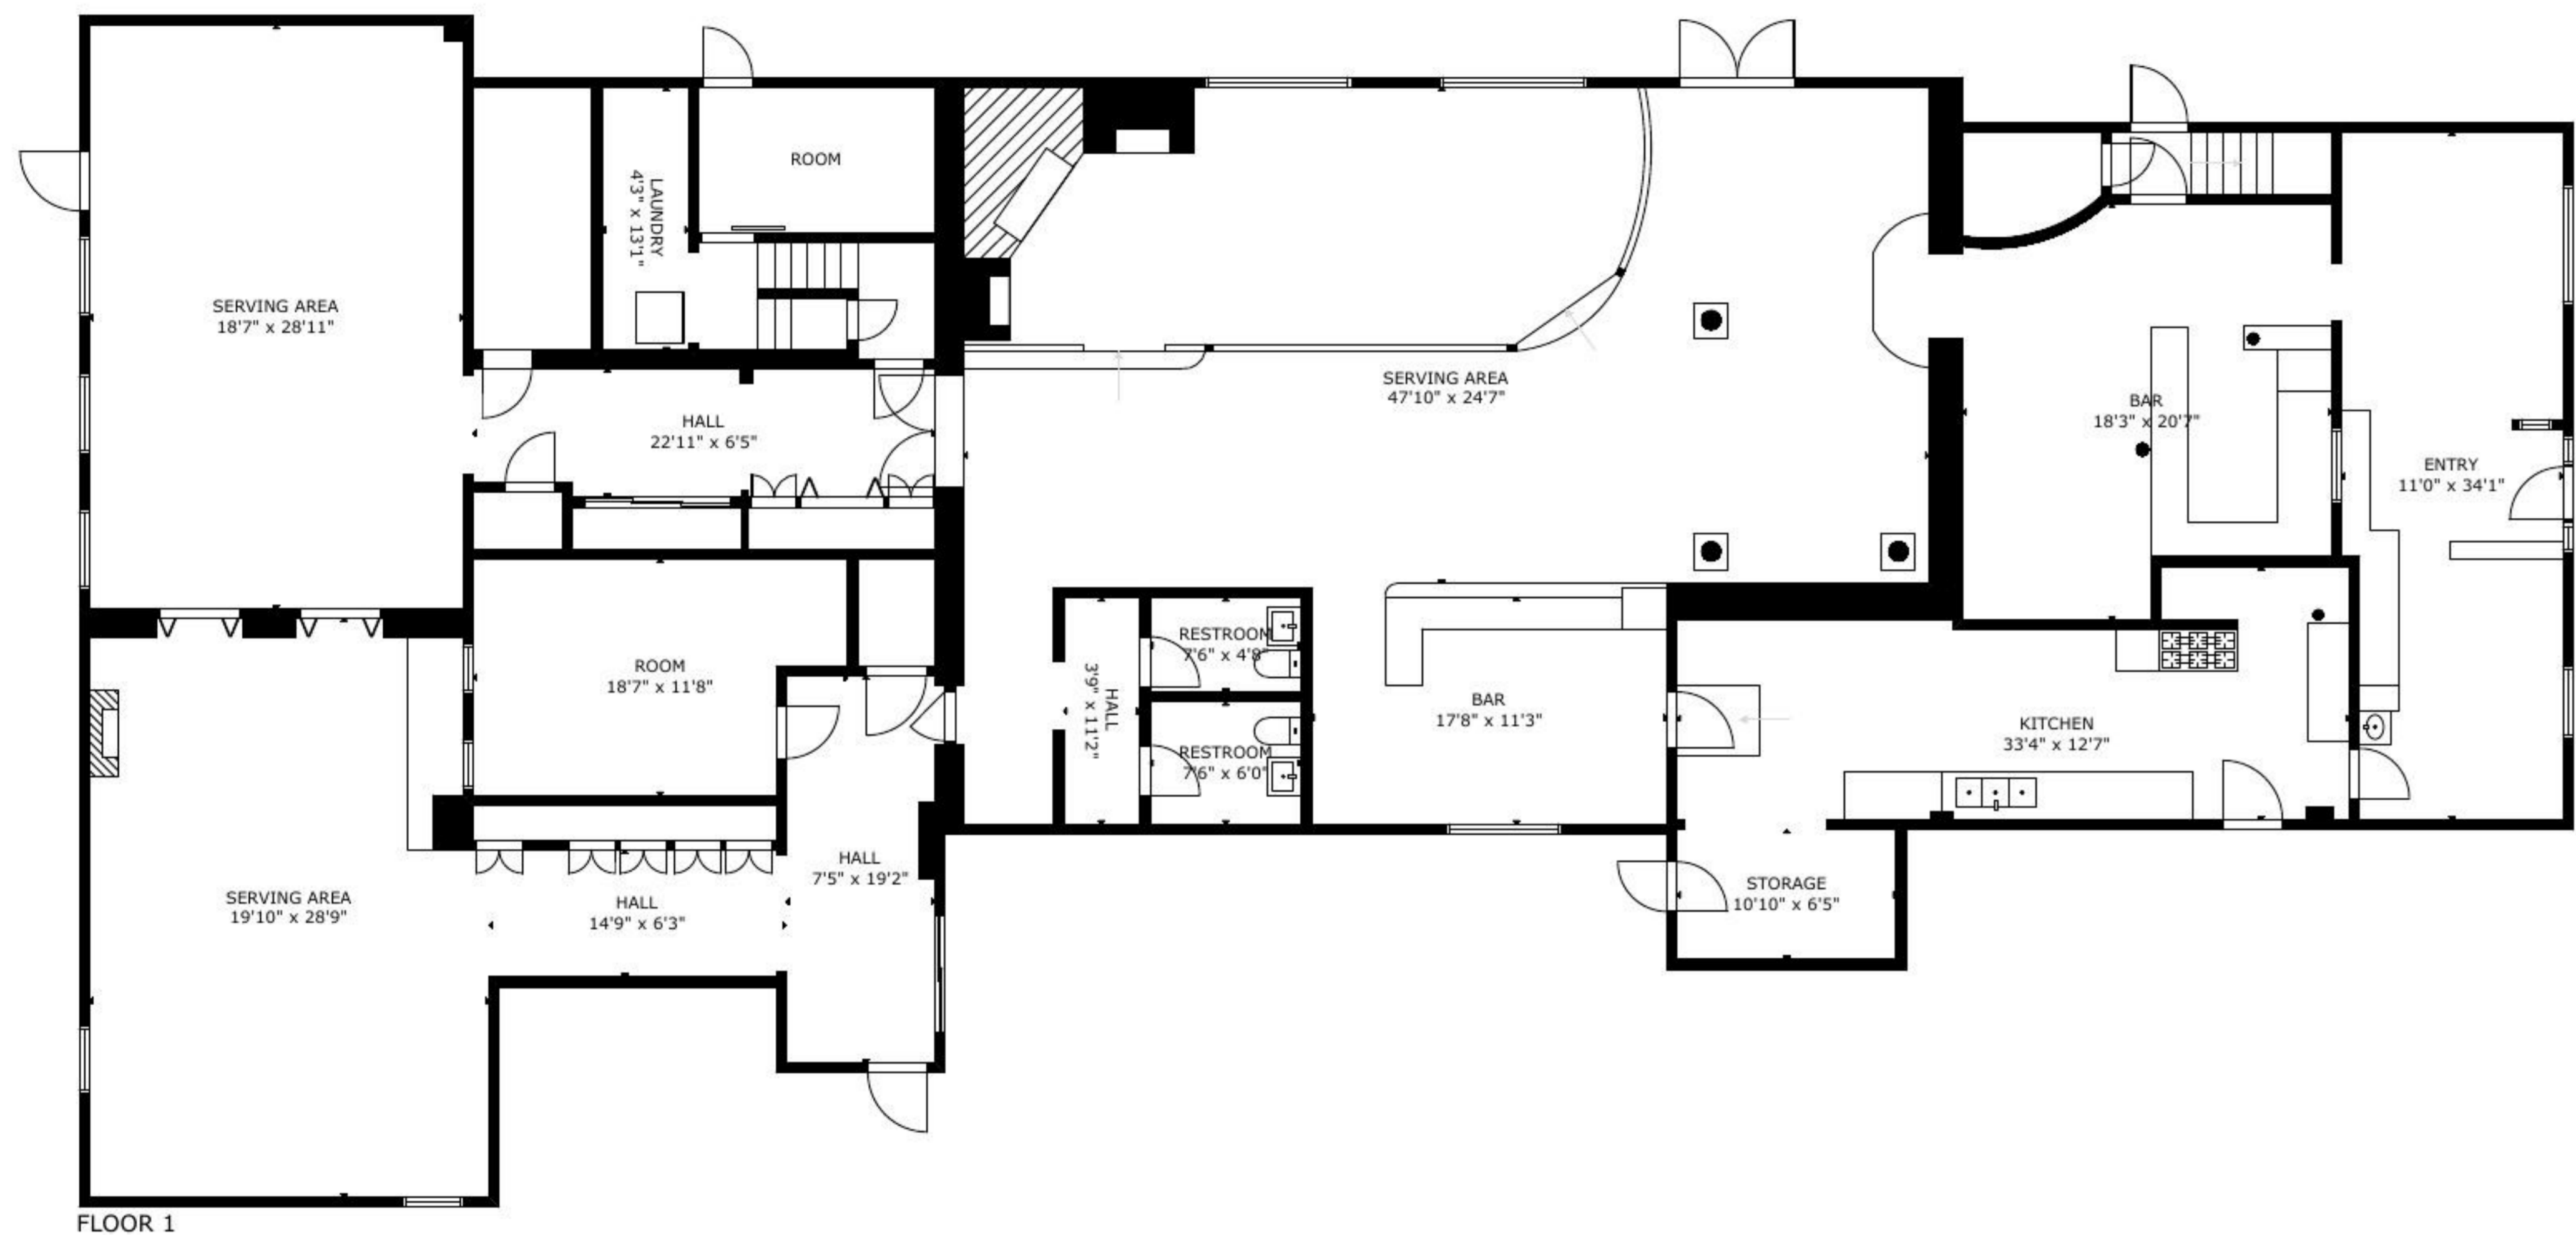 ROOM
LAUNDRY
4'3" x 13'1"
SERVING AREA
18'7" x 28'11"
HALL
22'11" x 6'5"
SERVING AREA
47'10" x 24'7"
BAR
18'3" x 20'7"
ENTRY
11'0" x 34'1"
ROOM
18'7" x 11'8"
HALL
3'9" x 11'2"
RESTROOM
7'6" x 4'8"
RESTROOM
7'6" x 6'0"
BAR
17'8" x 11'3"
KITCHEN
33'4" x 12'7"
SERVING AREA
19'10" x 28'9"
HALL
14'9" x 6'3"
HALL
7'5" x 19'2"
STORAGE
10'10" x 6'5"
FLOOR 1